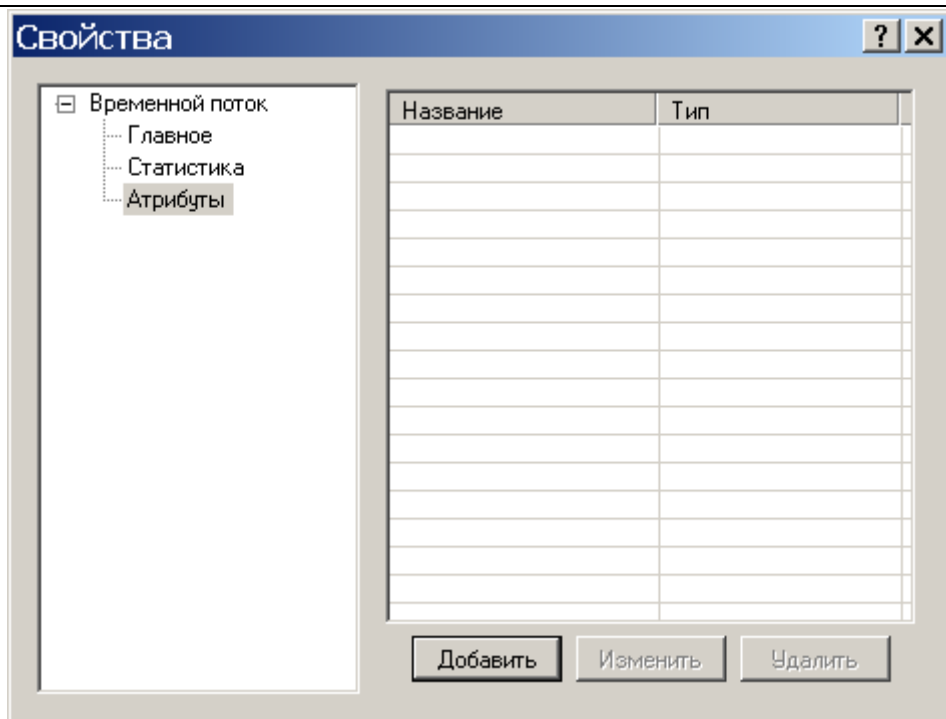 Свойства
Временной поток
Главное
Статистика
Атрибуты
Название Тип
Добавить Изменить Удалить